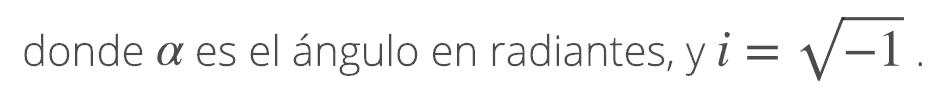 donde α es el ángulo en radiantes, y i = √−1 .